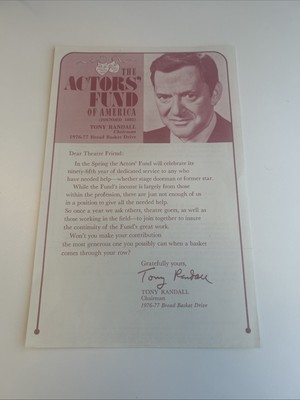 THE
ACTORS'
FUND
OF AMERICA
TONY RANDALL
Chairman
1976-77 Bread Basket Drive
Dear Theatre Friend:
In the Spring the Actors' Fund will celebrate its
ninety-fifth year of dedicated service to any who
have needed help—whether stage doorman or former star.
While the Fund's income is largely from those
within the profession, there are just not enough of us
in a position to give all the needed help.
So once a year we ask others, theatre goers, as well as
those working in the field—to join together to insure
the continuity of the Fund's great work.
Won't you make your contribution
the most generous one you possibly can when a basket
comes through your row?
Gratefully yours,
Tony Randall
TONY RANDALL
Chairman
1976-77 Bread Basket Drive